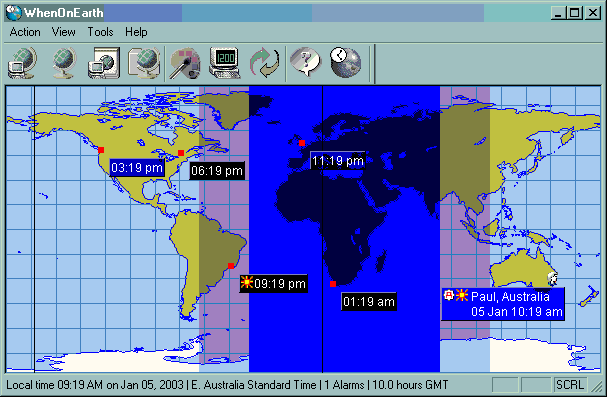 WhenOnEarth
Action View Tools Help
1200
03:19 pm
06:19 pm
11:19 pm
09:19 pm
01:19 am
Paul, Australia
05 Jan 10:19 am
Local time 09:19 AM on Jan 05, 2003 | E. Australia Standard Time | 1 Alarms | 10.0 hours GMT
SCRL